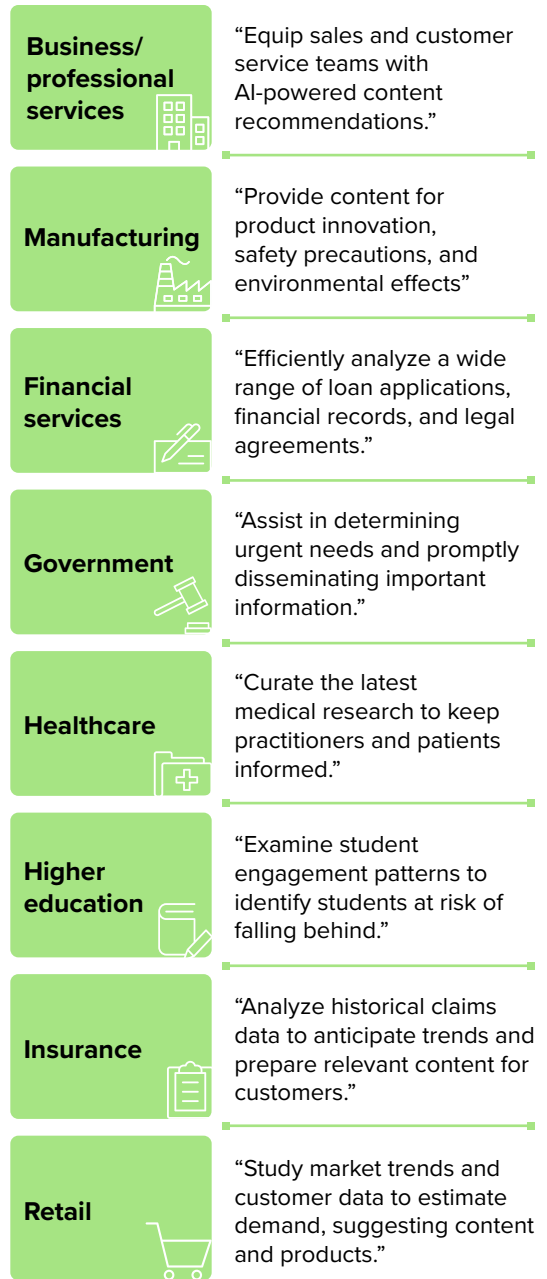 Business/
professional
services
“Equip sales and customer
service teams with
AI-powered content
recommendations.”
Manufacturing
“Provide content for
product innovation,
safety precautions, and
environmental effects”
Financial
services
“Efficiently analyze a wide
range of loan applications,
financial records, and legal
agreements.”
Government
“Assist in determining
urgent needs and promptly
disseminating important
information.”
Healthcare
“Curate the latest
medical research to keep
practitioners and patients
informed.”
Higher
education
“Examine student
engagement patterns to
identify students at risk of
falling behind.”
Insurance
“Analyze historical claims
data to anticipate trends and
prepare relevant content for
customers.”
Retail
“Study market trends and
customer data to estimate
demand, suggesting content
and products.”